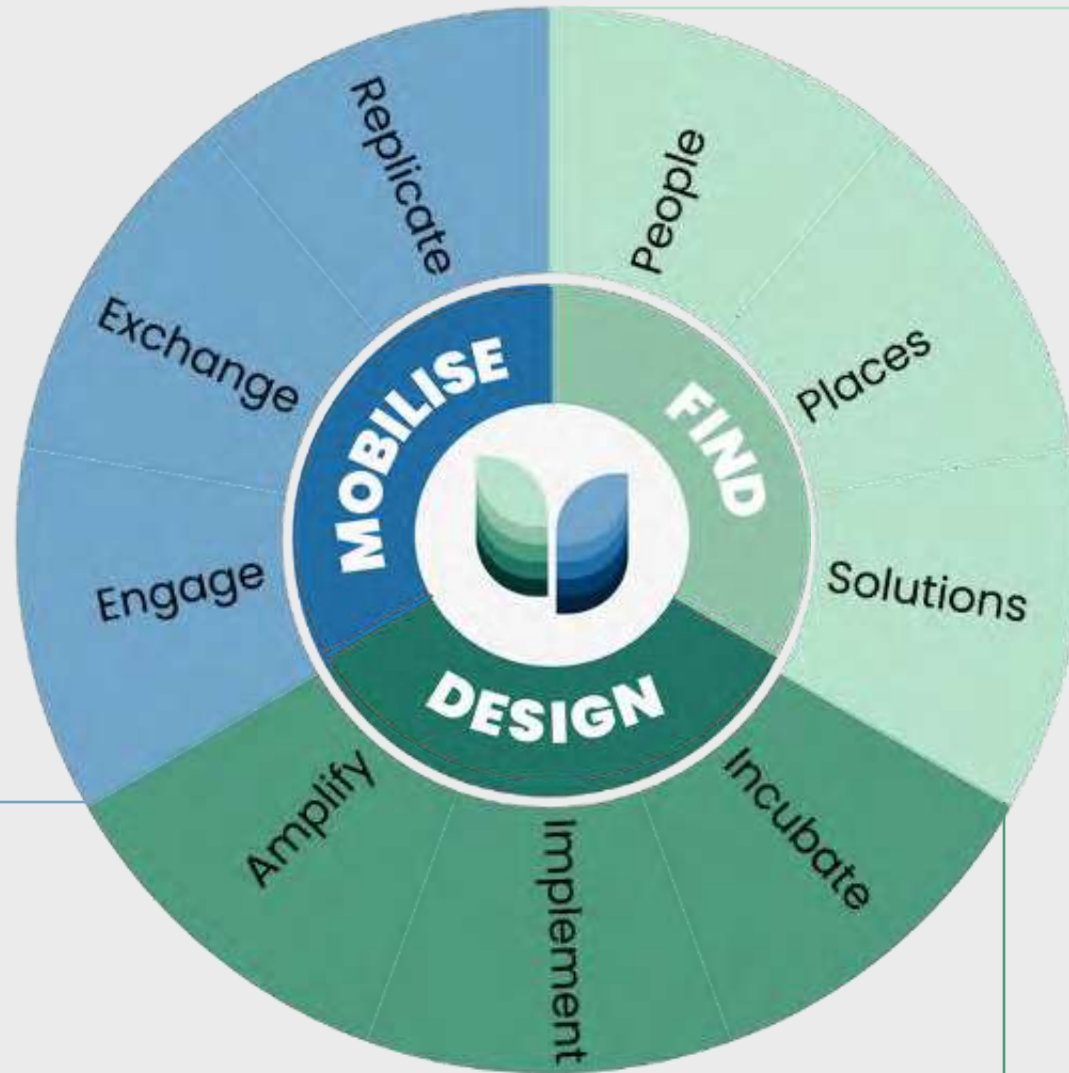 FIND
People
Places
Solutions
DESIGN
Incubate
Implement
Amplify
MOBILISE
Engage
Exchange
Replicate